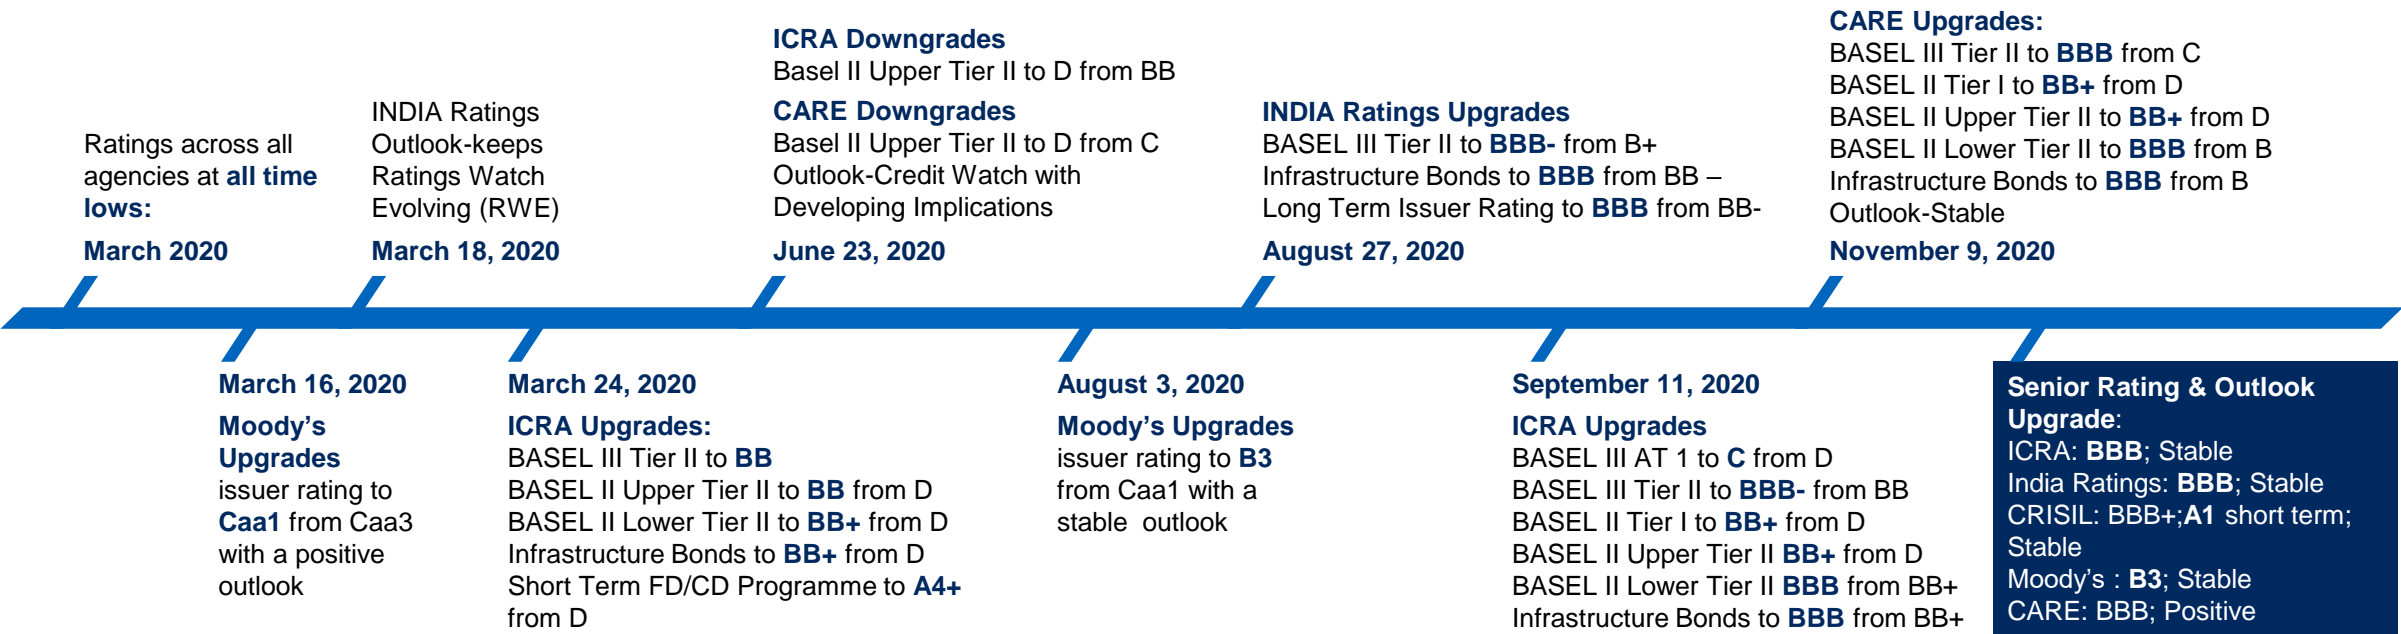 Ratings across all
agencies at all time
lows:
March 2020
March 16, 2020
Moody’s
Upgrades
issuer rating to
Caa1 from Caa3
with a positive
outlook
INDIA Ratings
Outlook-keeps
Ratings Watch
Evolving (RWE)
March 18, 2020
March 24, 2020
ICRA Upgrades:
BASEL III Tier II to BB
BASEL II Upper Tier II to BB from D
BASEL II Lower Tier II to BB+ from D
Infrastructure Bonds to BB+ from D
Short Term FD/CD Programme to A4+
from D
ICRA Downgrades
Basel II Upper Tier II to D from BB
CARE Downgrades
Basel II Upper Tier II to D from C
Outlook-Credit Watch with
Developing Implications
June 23, 2020
August 3, 2020
Moody’s Upgrades
issuer rating to B3
from Caa1 with a
stable outlook
INDIA Ratings Upgrades
BASEL III Tier II to BBB- from B+
Infrastructure Bonds to BBB from BB –
Long Term Issuer Rating to BBB from BB-
August 27, 2020
September 11, 2020
ICRA Upgrades
BASEL III AT 1 to C from D
BASEL III Tier II to BBB- from BB
BASEL II Tier I to BB+ from D
BASEL II Upper Tier II BB+ from D
BASEL II Lower Tier II BBB from BB+
Infrastructure Bonds to BBB from BB+
CARE Upgrades:
BASEL III Tier II to BBB from C
BASEL II Tier I to BB+ from D
BASEL II Upper Tier II to BB+ from D
BASEL II Lower Tier II to BBB from B
Infrastructure Bonds to BBB from B
Outlook-Stable
November 9, 2020
Senior Rating & Outlook
Upgrade:
ICRA: BBB; Stable
India Ratings: BBB; Stable
CRISIL: BBB+;A1 short term;
Stable
Moody’s : B3; Stable
CARE: BBB; Positive